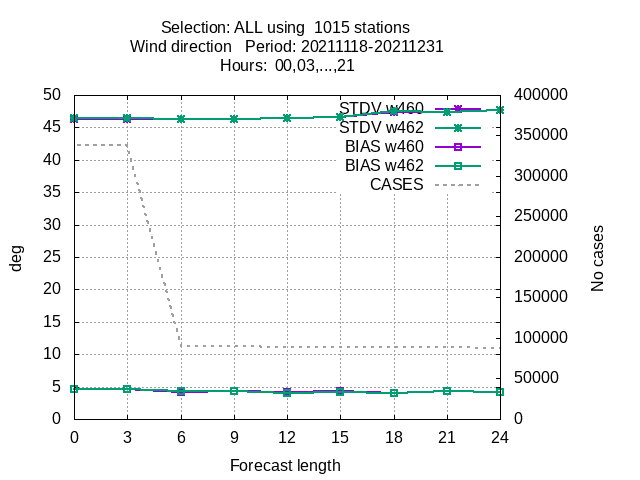 Selection: ALL using  1015 stations
Wind direction   Period: 20211118-20211231
Hours:  00,03,...,21
50
45
40
35
30
25
20
15
10
5
0
400000
350000
300000
250000
200000
150000
100000
50000
0
STDV w460
STDV w462
BIAS w460
BIAS w462
CASES
deg
No cases
0 3 6 9 12 15 18 21 24
Forecast length